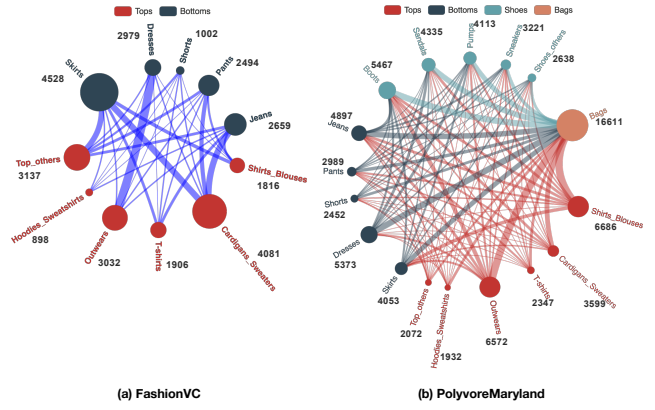 Tops Bottoms
Dresses
2979
Shorts
1002
Pants
2494
Skirts
4528
Jeans
2659
Top_others
3137
Shirts_Blouses
1816
Hoodies_Sweatshirts
898
Outwears
3032
T-shirts
1906
Cardigans_Sweaters
4081
(a) FashionVC
Tops Bottoms Shoes Bags
Sandals
4335
Pumps
4113
Sneakers
3221
Shoes_others
2638
Boots
5467
Bags
16611
Jeans
4897
Pants
2989
Shorts
2452
Shirts_Blouses
6686
Dresses
5373
Skirts
4053
Cardigans_Sweaters
3599
Top_others
2072
Hoodies_Sweatshirts
1932
Outwears
6572
T-shirts
2347
(b) PolyvoreMaryland